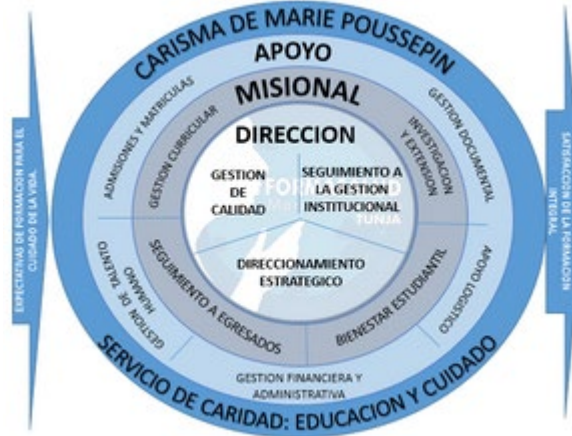 CARISMA DE MARIE POUSSEPIN
APOYO
MISIONAL
DIRECCION
ADMISIONES Y MATRICULAS
GESTION CURRICULAR
INVESTIGACION
Y EXTENSION
GESTION DOCUMENTAL
GESTION
DE
CALIDAD
SEGUIMIENTO A
LA GESTION
INSTITUCIONAL
TUNJA
DIRECCIONAMIENTO
ESTRATEGICO
EXPECTATIVAS DE FORMACION PARA EL
CUIDADO DE LA VIDA.
SATISFACCION DE LA FORMACION
INTEGRAL
GESTION DE TALENTO
HUMANO
SEGUIMIENTO A EGRESADOS
BIENESTAR ESTUDIANTIL
APOYO LOGISTICO
GESTION FINANCIERA Y
ADMINISTRATIVA
SERVICIO DE CARIDAD: EDUCACION Y CUIDADO